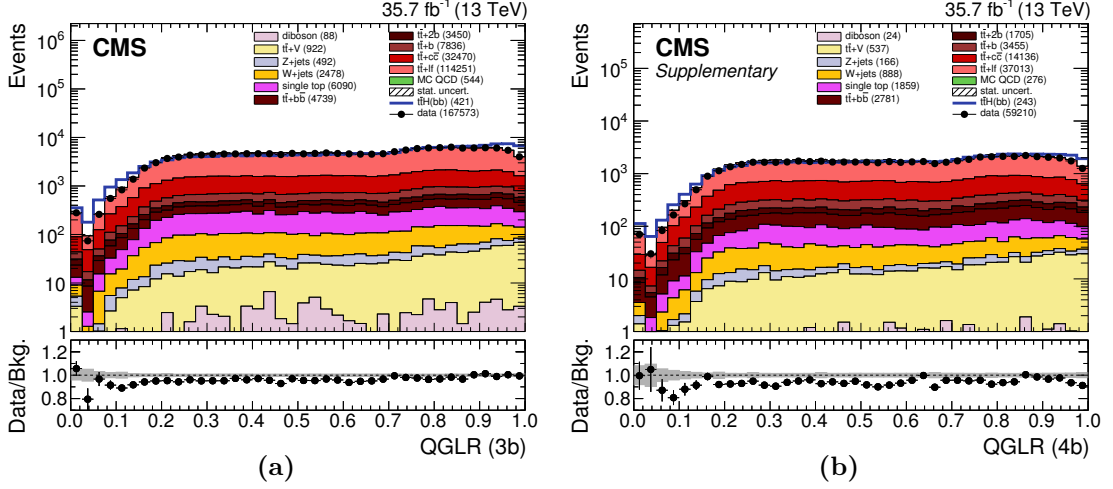 35.7 fb⁻¹ (13 TeV)
Events
10⁶
10⁵
10⁴
10³
10²
10
1
CMS
diboson (88)
tt̄+V (922)
Z+jets (492)
W+jets (2478)
single top (6090)
tt̄+bb̄ (4739)
tt̄+2b (3450)
tt̄+b (7836)
tt̄+cc̄ (32470)
tt̄+lf (114251)
MC QCD (544)
stat. uncert.
tt̄H(bb) (421)
data (167573)
Data/Bkg.
1.2
1.0
0.8
0.0 0.1 0.2 0.3 0.4 0.5 0.6 0.7 0.8 0.9 1.0
QGLR (3b)
(a)
35.7 fb⁻¹ (13 TeV)
Events
10⁵
10⁴
10³
10²
10
1
CMS
Supplementary
diboson (24)
tt̄+V (537)
Z+jets (166)
W+jets (888)
single top (1859)
tt̄+bb̄ (2781)
tt̄+2b (1705)
tt̄+b (3455)
tt̄+cc̄ (14136)
tt̄+lf (37013)
MC QCD (276)
stat. uncert.
tt̄H(bb) (243)
data (59210)
Data/Bkg.
1.2
1.0
0.8
0.0 0.1 0.2 0.3 0.4 0.5 0.6 0.7 0.8 0.9 1.0
QGLR (4b)
(b)